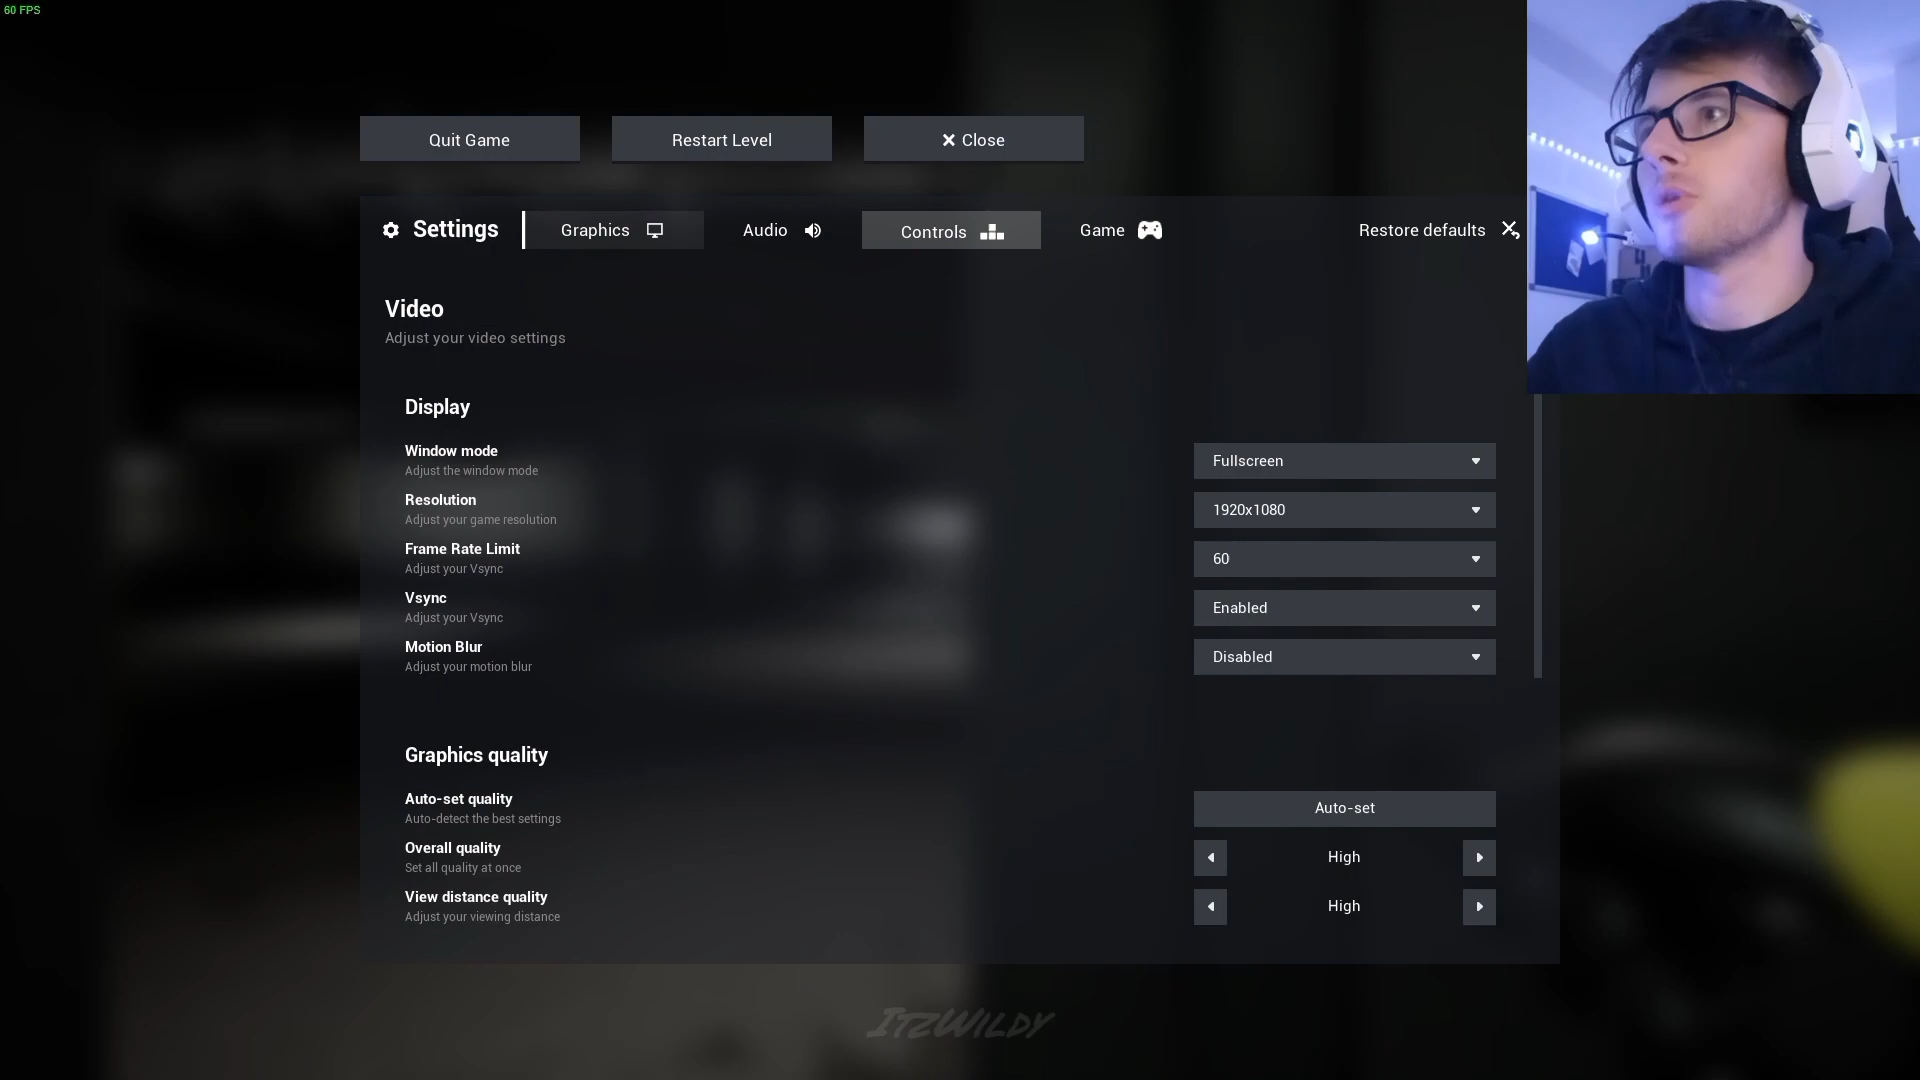 60 FPS
Quit Game
Restart Level
Close
Settings
Graphics
Audio
Controls
Game
Restore defaults
Video
Adjust your video settings
Display
Window mode
Adjust the window mode
Fullscreen
Resolution
Adjust your game resolution
1920x1080
Frame Rate Limit
Adjust your Vsync
60
Vsync
Adjust your Vsync
Enabled
Motion Blur
Adjust your motion blur
Disabled
Graphics quality
Auto-set quality
Auto-detect the best settings
Auto-set
Overall quality
Set all quality at once
High
View distance quality
Adjust your viewing distance
High
ITZWILDY